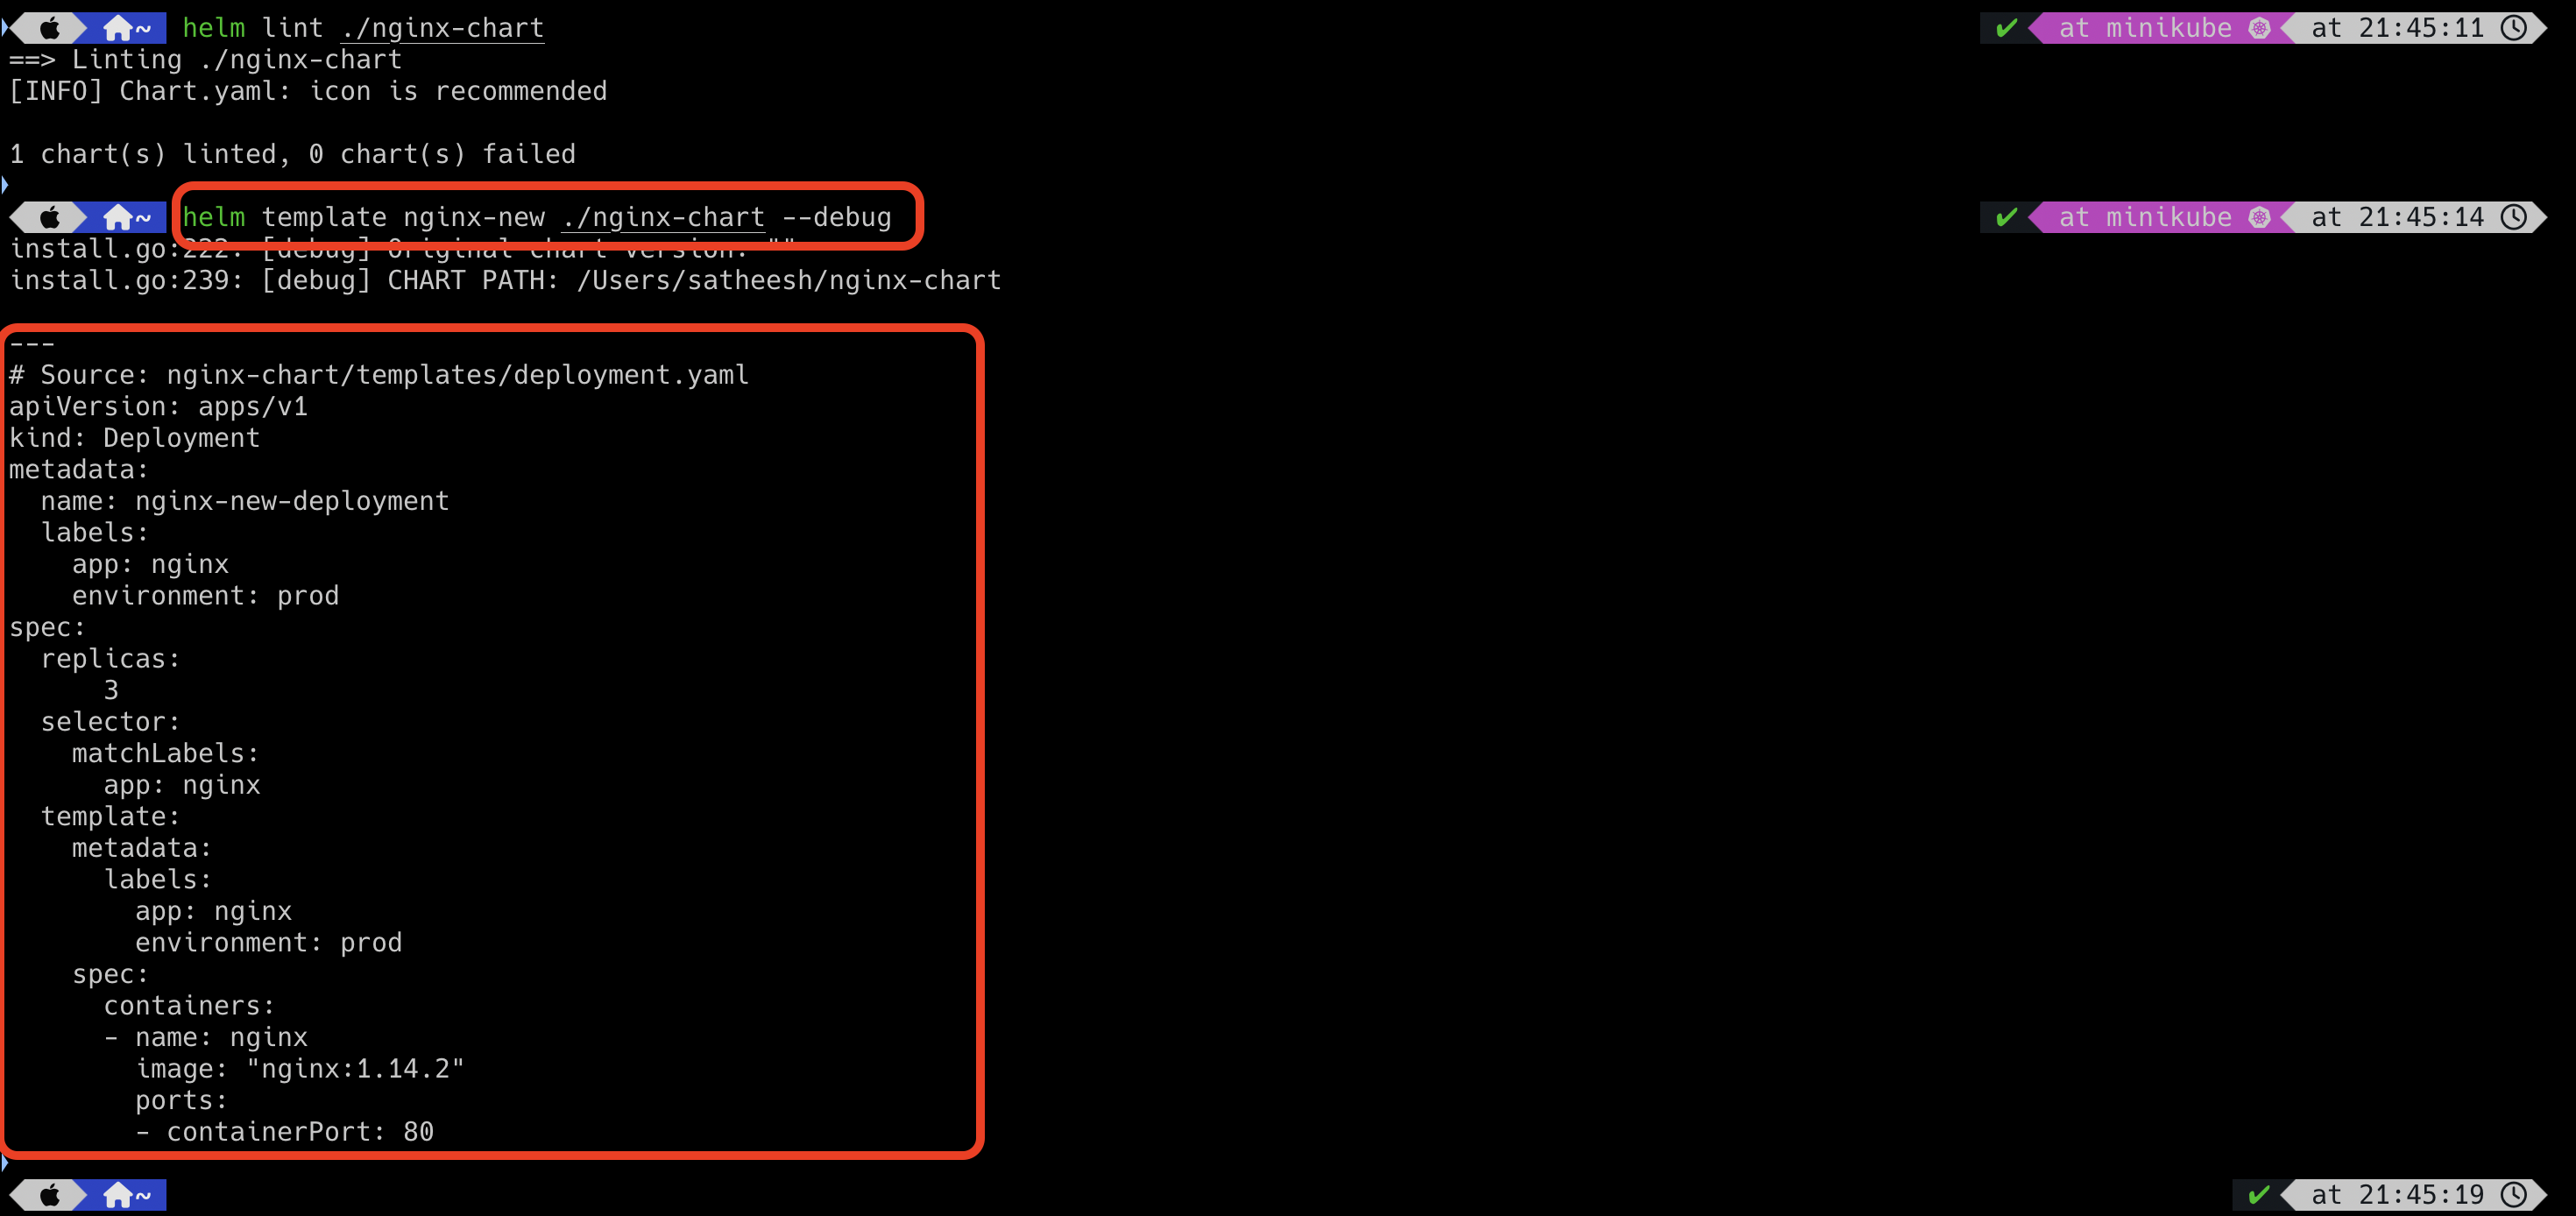 ~ helm lint ./nginx-chart ✔ at minikube at 21:45:11
==> Linting ./nginx-chart
[INFO] Chart.yaml: icon is recommended
1 chart(s) linted, 0 chart(s) failed
~ helm template nginx-new ./nginx-chart --debug ✔ at minikube at 21:45:14
install.go:222: [debug] Original chart version: ""
install.go:239: [debug] CHART PATH: /Users/satheesh/nginx-chart
---
# Source: nginx-chart/templates/deployment.yaml
apiVersion: apps/v1
kind: Deployment
metadata:
  name: nginx-new-deployment
  labels:
    app: nginx
    environment: prod
spec:
  replicas:
      3
  selector:
    matchLabels:
      app: nginx
  template:
    metadata:
      labels:
        app: nginx
        environment: prod
    spec:
      containers:
      - name: nginx
        image: "nginx:1.14.2"
        ports:
        - containerPort: 80
~ ✔ at 21:45:19